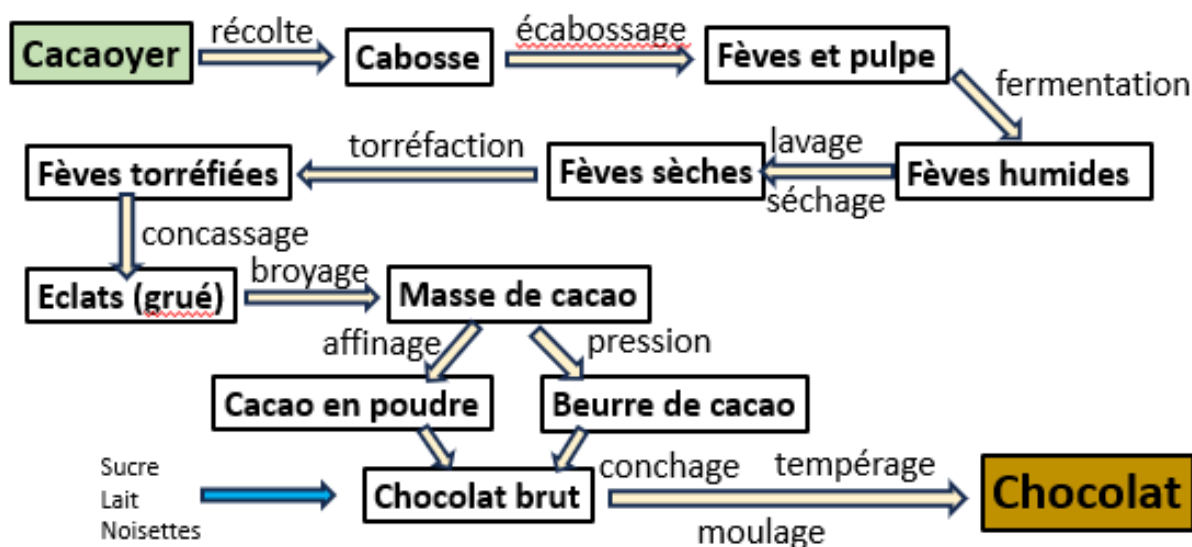 Cacaoyer récolte Cabosse écabossage Fèves et pulpe
fermentation
Fèves torréfiées torréfaction Fèves sèches lavage Fèves humides
séchage
concassage
Eclats (grué) broyage Masse de cacao
affinage pression
Cacao en poudre Beurre de cacao
Sucre
Lait
Noisettes
Chocolat brut conchage tempérage Chocolat
moulage